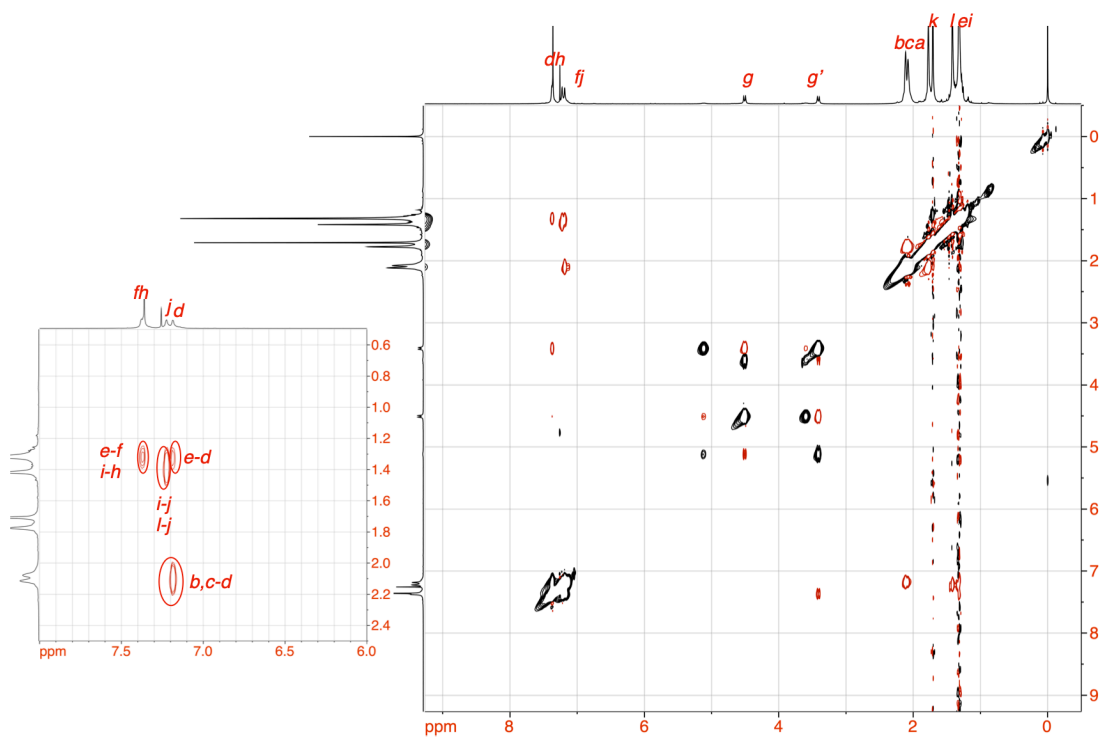 k l ei
bca
dh
fj
g
g’
0
1
2
3
4
5
6
7
8
9
ppm 8 6 4 2 0
fh j d
0.6
0.8
1.0
1.2
1.4
1.6
1.8
2.0
2.2
2.4
e-f
i-h
e-d
i-j
l-j
b,c-d
ppm 7.5 7.0 6.5 6.0